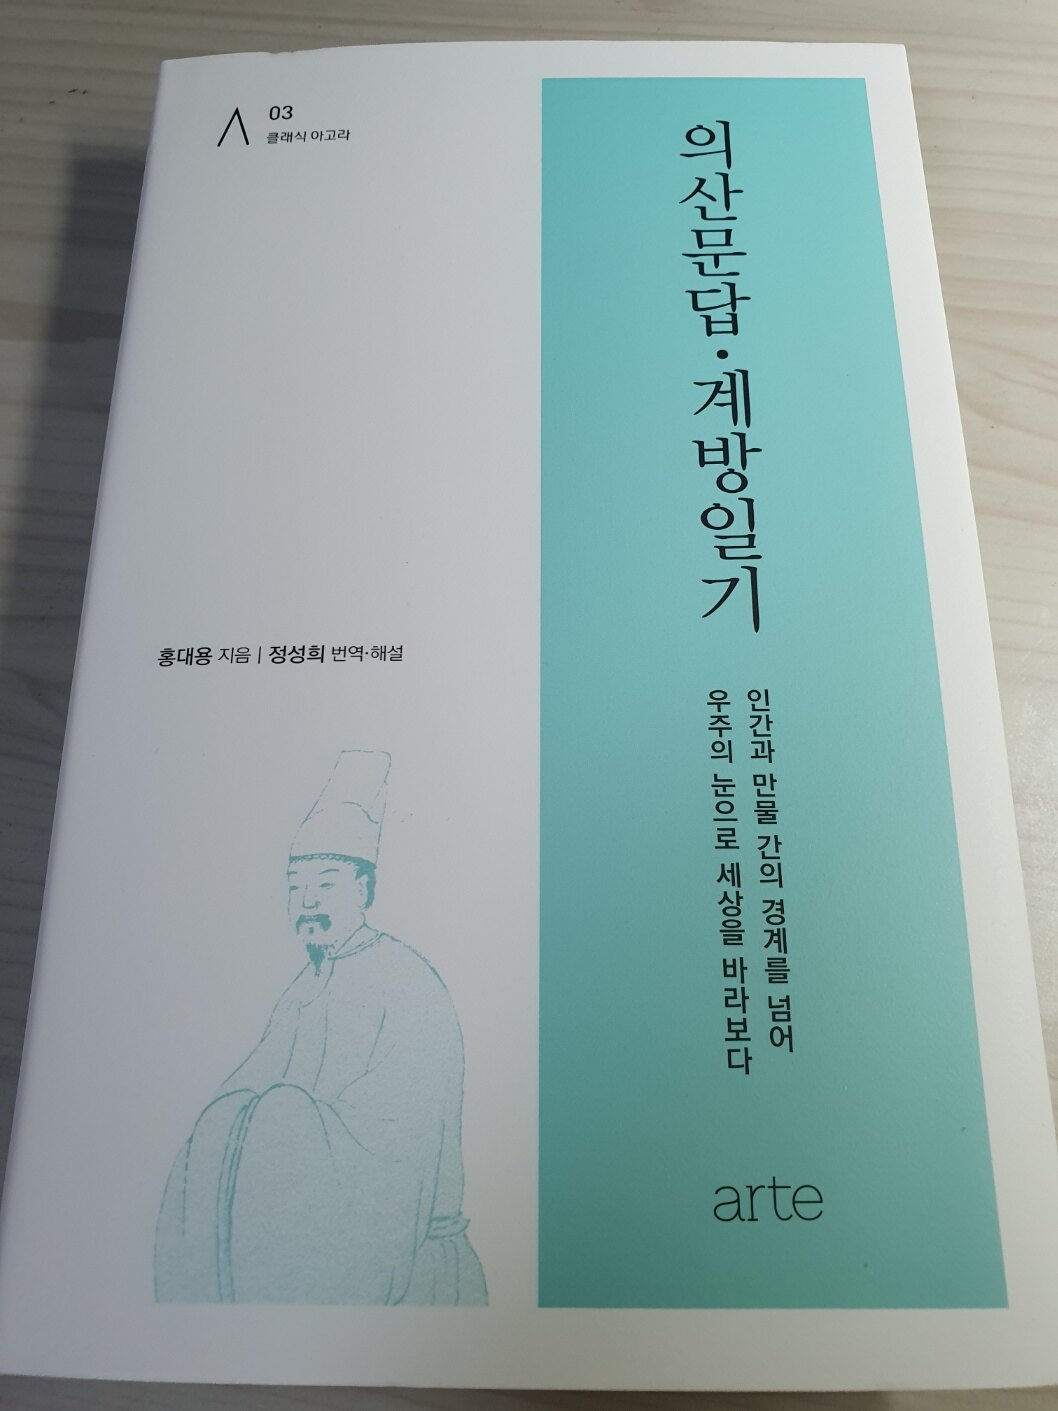 03
클래식 아고라
의산문답·계방일기
인간과 만물 간의 경계를 넘어
우주의 눈으로 세상을 바라보다
홍대용 지음 | 정성희 번역·해설
arte